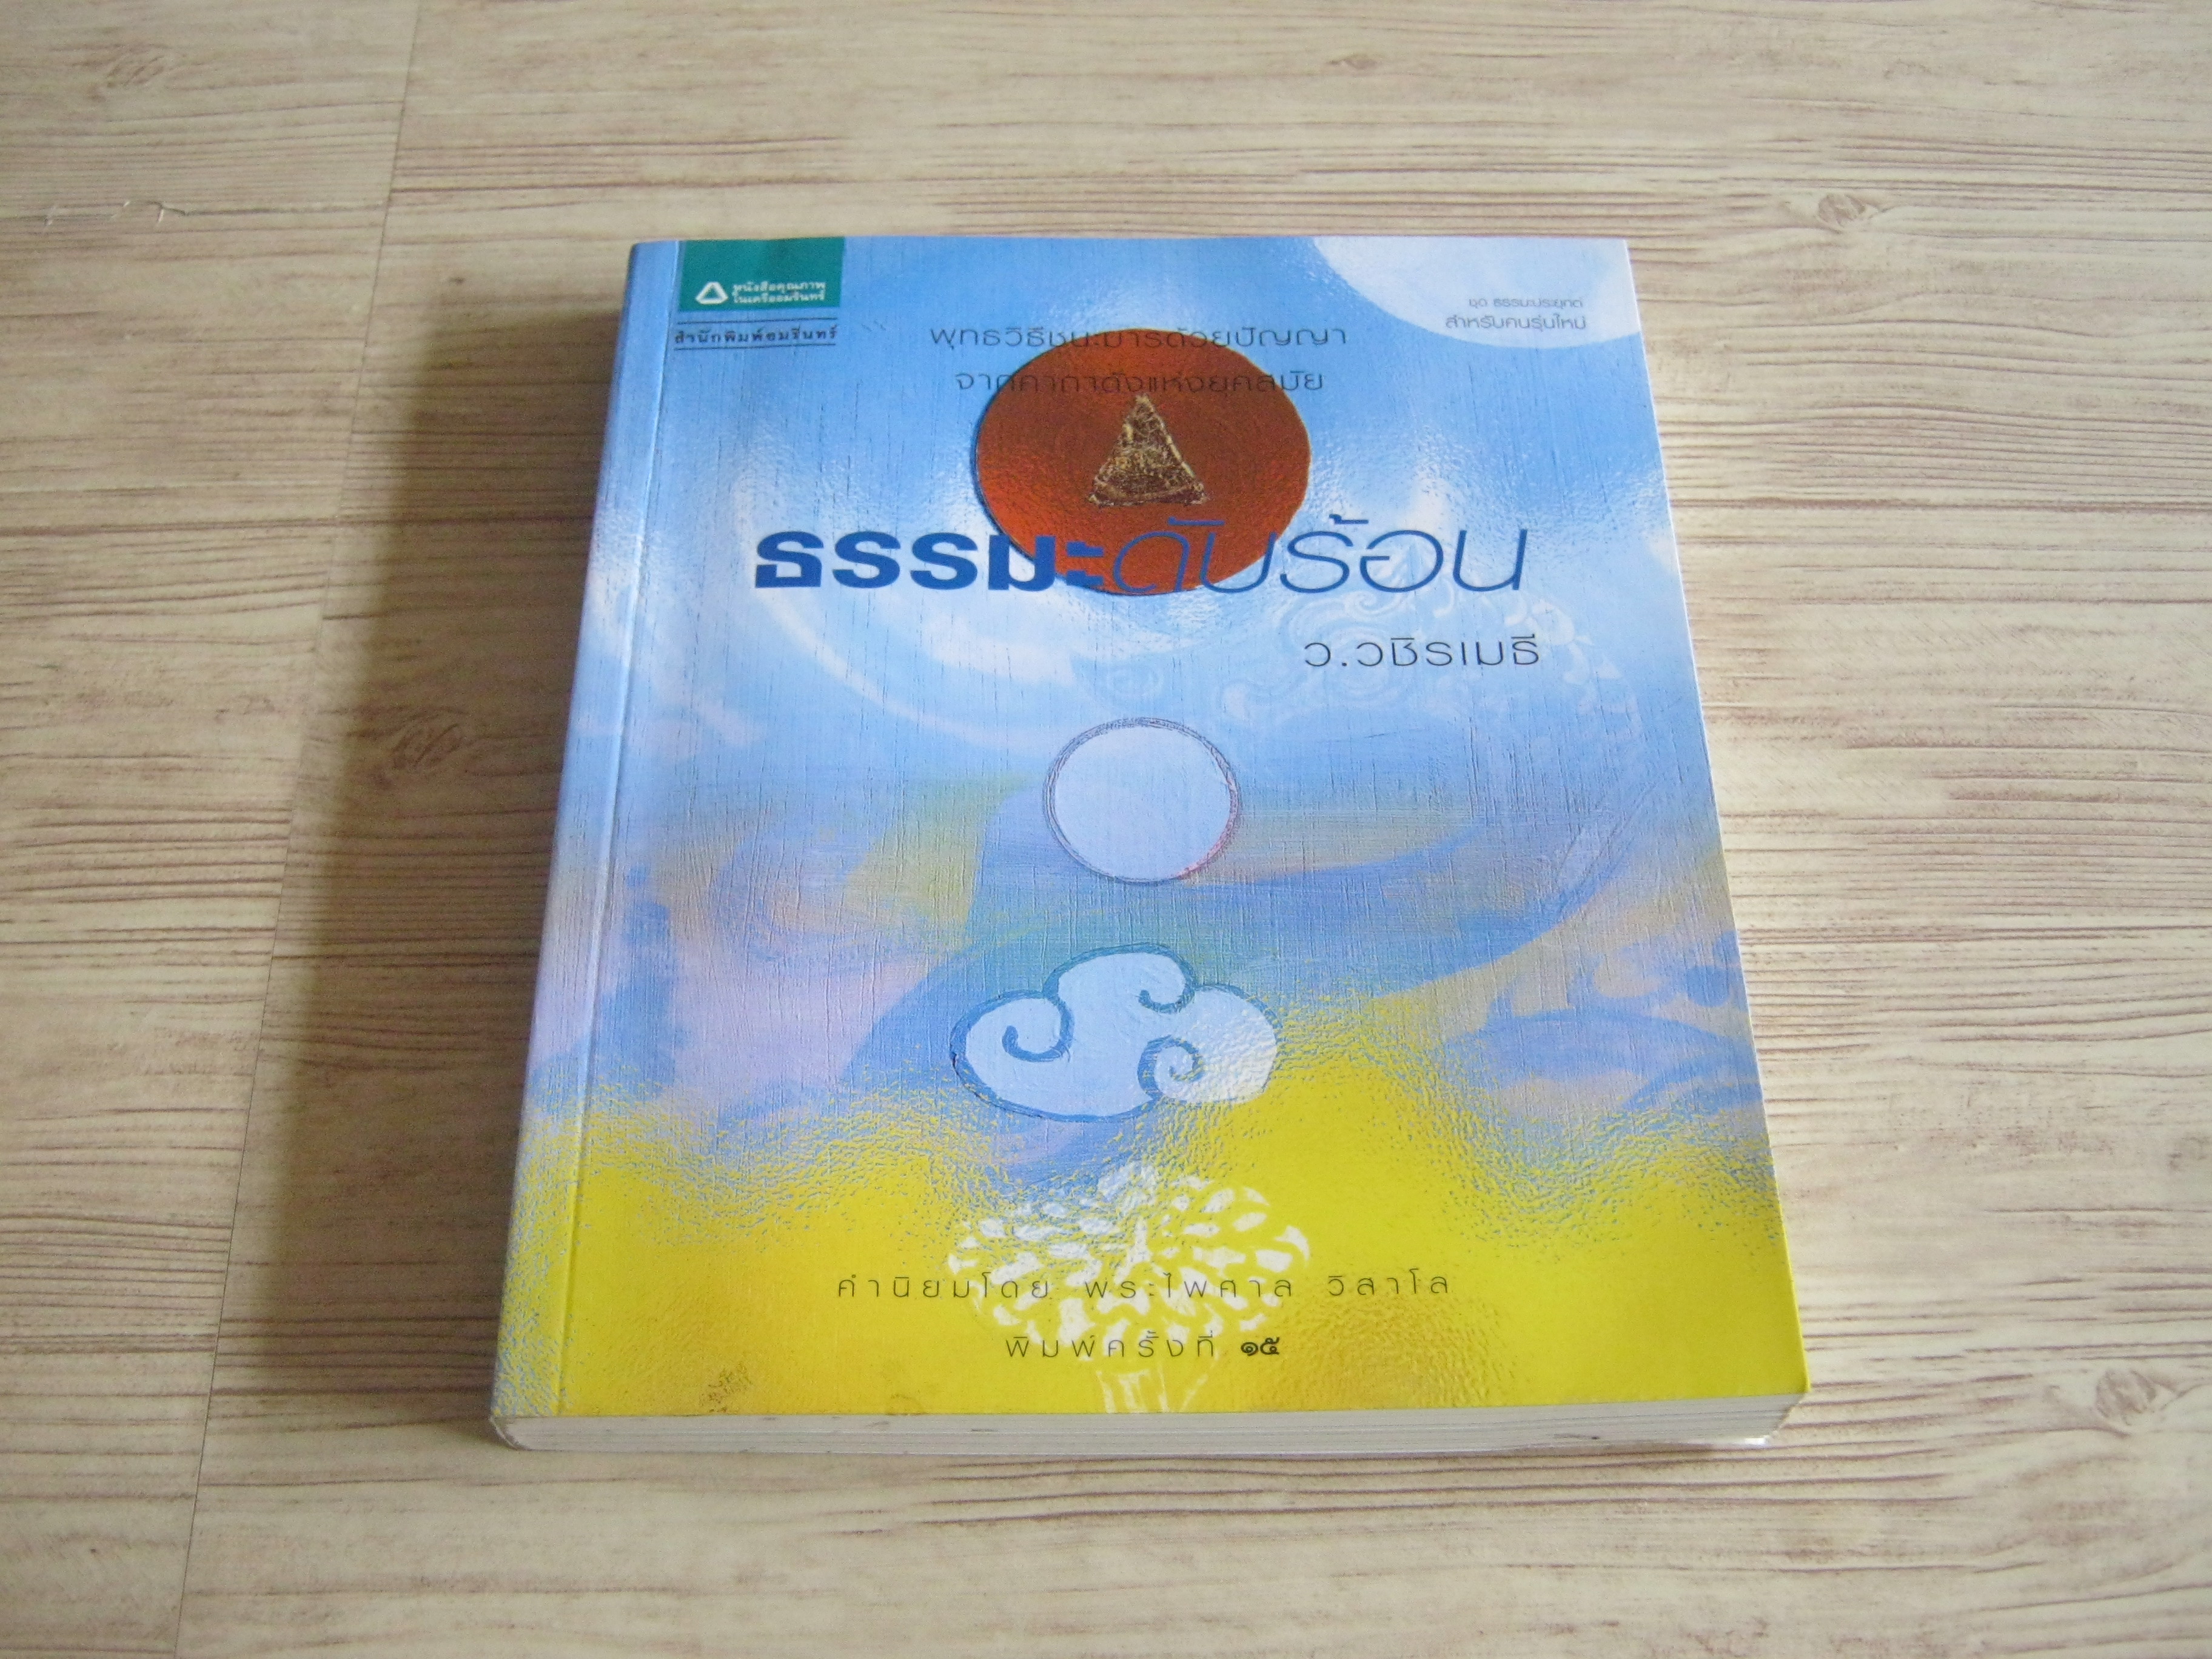 หนังสือคุณภาพ
ในเครืออมรินทร์
สำนักพิมพ์อมรินทร์
ชุด ธรรมะประยุกต์
สำหรับคนรุ่นใหม่
พุทธวิธีชนะมารด้วยปัญญา
จากคาถาดังแห่งยุคสมัย
ธรรมะดับร้อน
ว.วชิรเมธี
คำนิยมโดย พระไพศาล วิสาโล
พิมพ์ครั้งที่ ๑๕